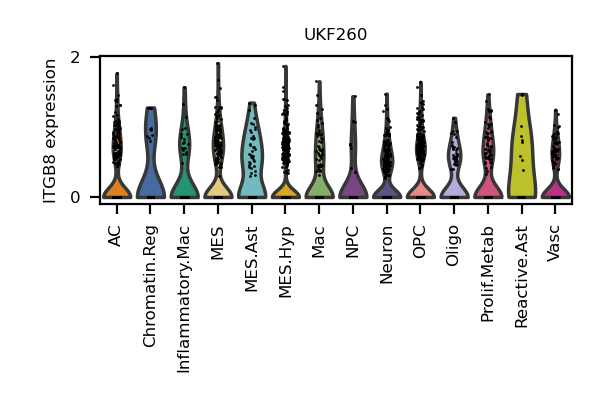 UKF260
ITGB8 expression
2
0
AC
Chromatin.Reg
Inflammatory.Mac
MES
MES.Ast
MES.Hyp
Mac
NPC
Neuron
OPC
Oligo
Prolif.Metab
Reactive.Ast
Vasc